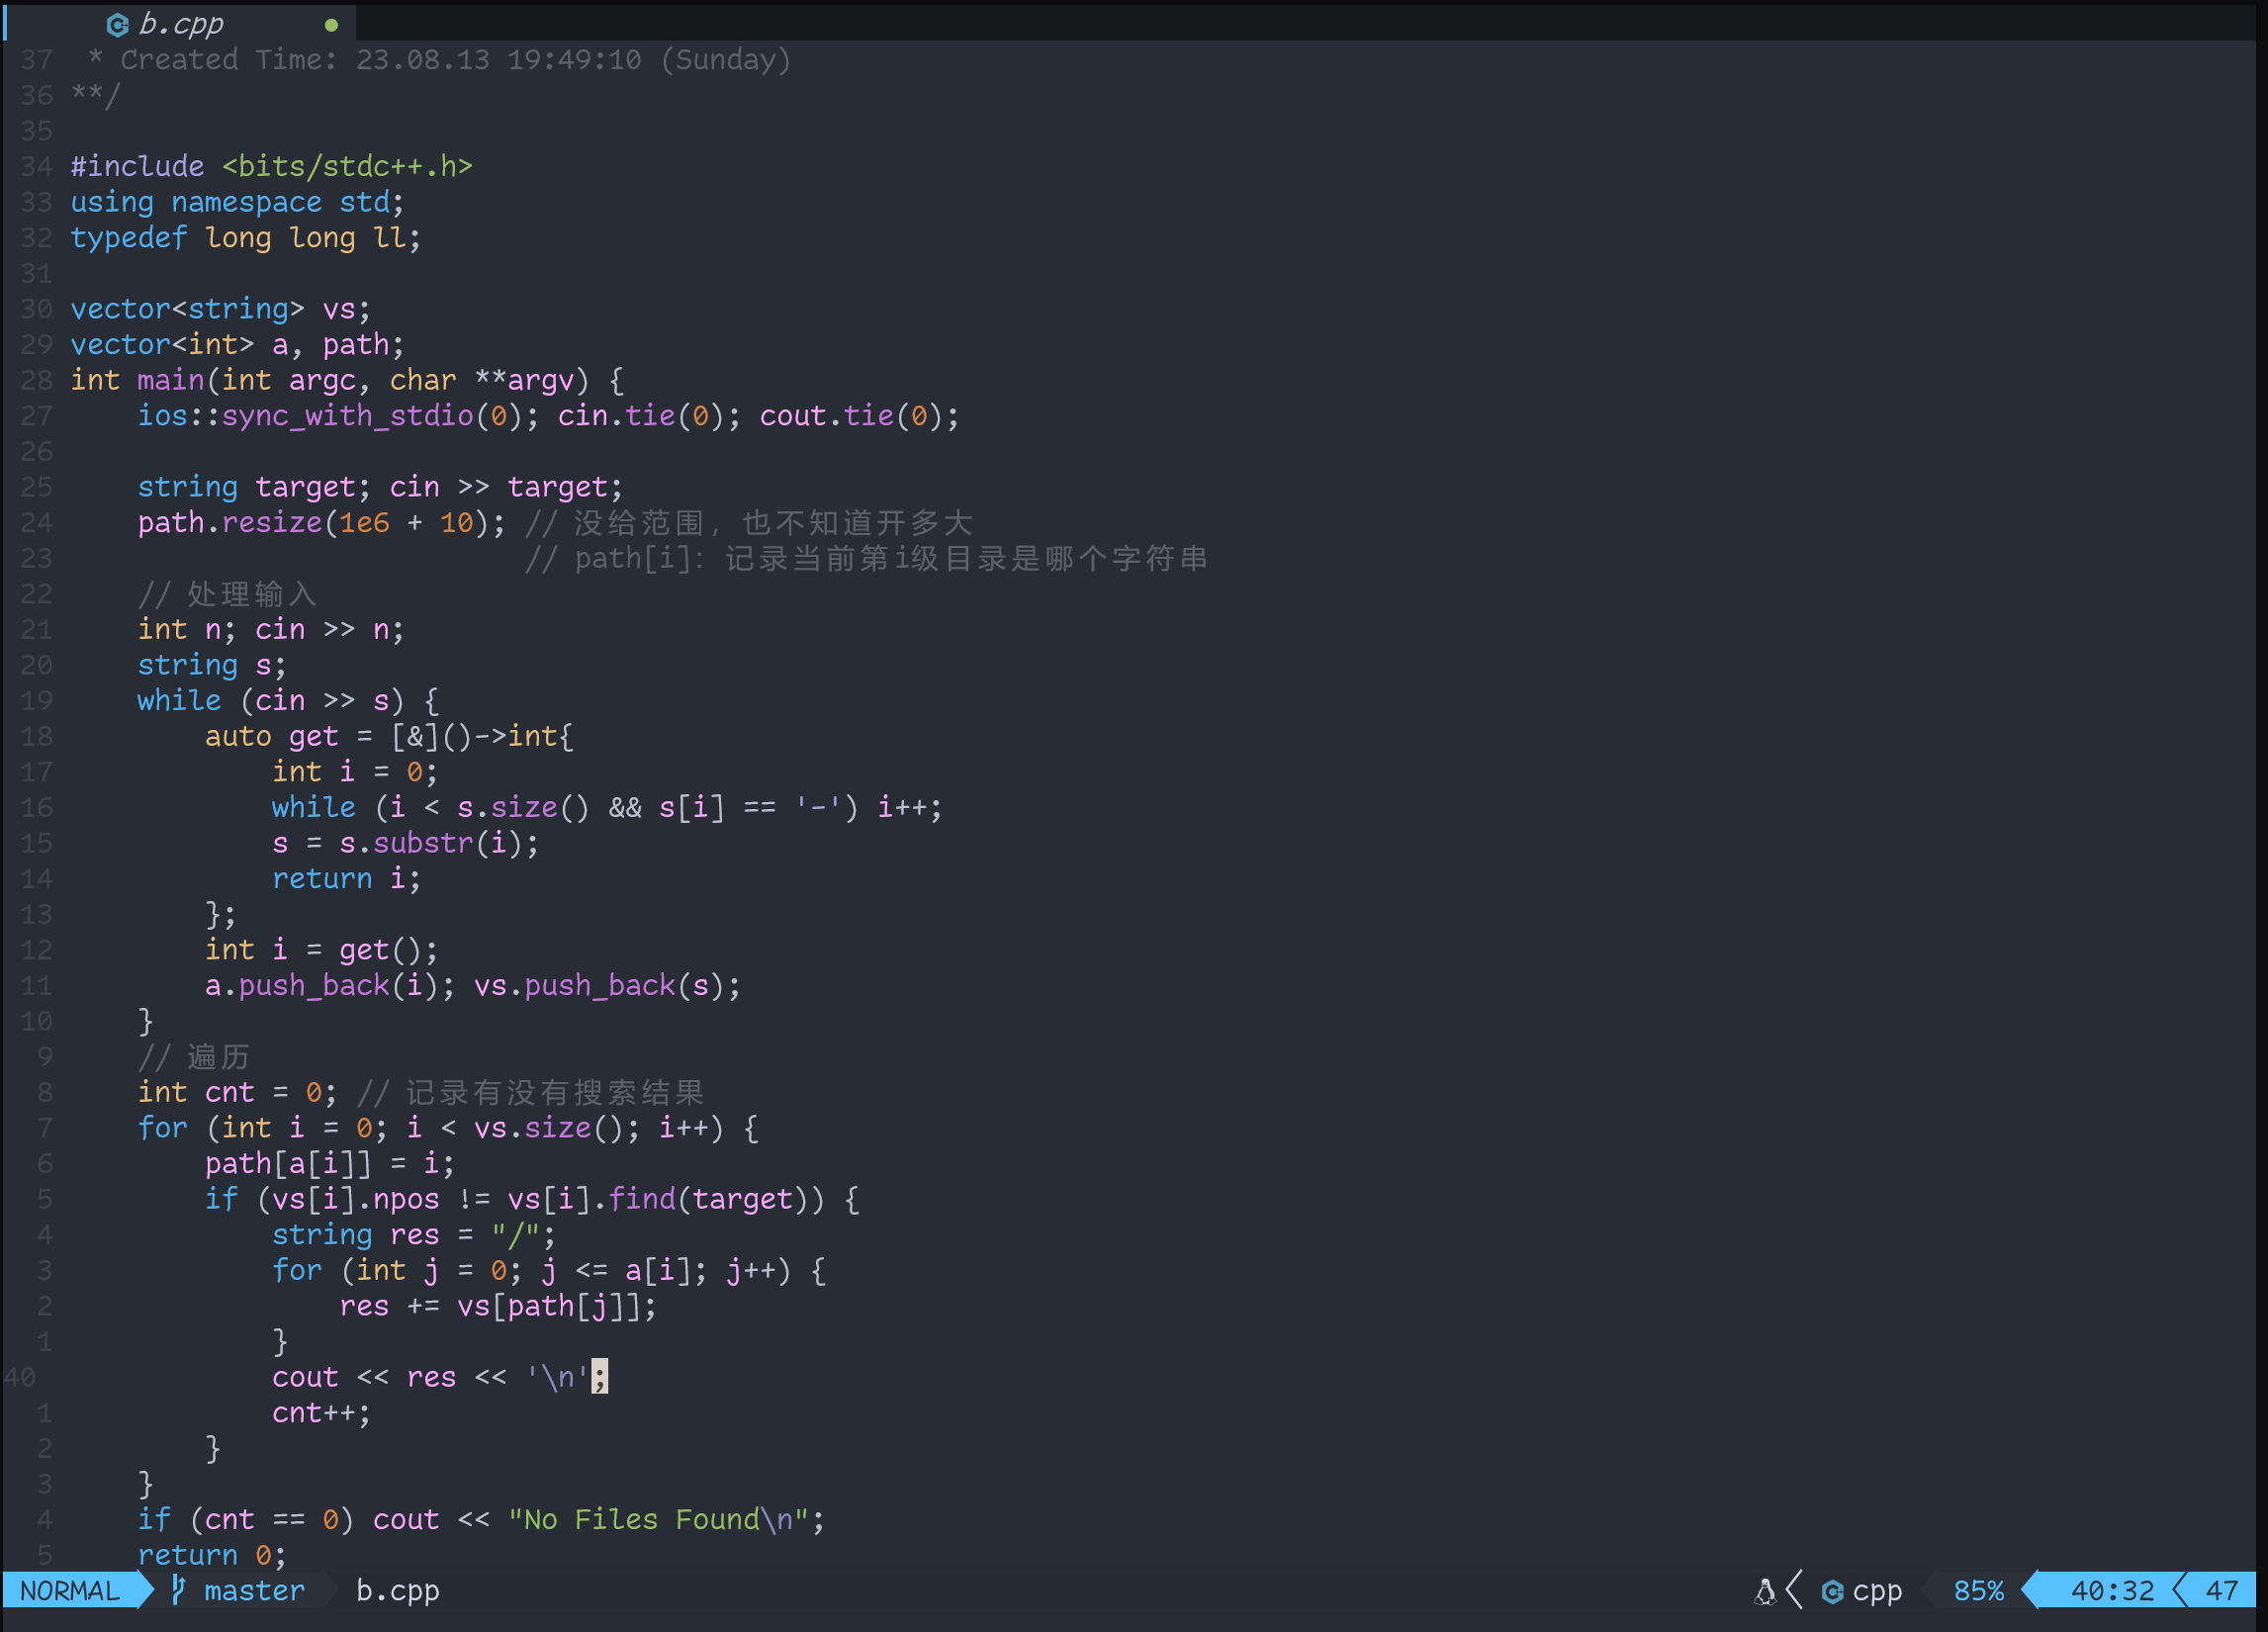 b.cpp
37  * Created Time: 23.08.13 19:49:10 (Sunday)
36 **/
35
34 #include <bits/stdc++.h>
33 using namespace std;
32 typedef long long ll;
31
30 vector<string> vs;
29 vector<int> a, path;
28 int main(int argc, char **argv) {
27     ios::sync_with_stdio(0); cin.tie(0); cout.tie(0);
26
25     string target; cin >> target;
24     path.resize(1e6 + 10); // 没给范围, 也不知道开多大
23                            // path[i]: 记录当前第i级目录是哪个字符串
22     // 处理输入
21     int n; cin >> n;
20     string s;
19     while (cin >> s) {
18         auto get = [&]()->int{
17             int i = 0;
16             while (i < s.size() && s[i] == '-') i++;
15             s = s.substr(i);
14             return i;
13         };
12         int i = get();
11         a.push_back(i); vs.push_back(s);
10     }
9     // 遍历
8     int cnt = 0; // 记录有没有搜索结果
7     for (int i = 0; i < vs.size(); i++) {
6         path[a[i]] = i;
5         if (vs[i].npos != vs[i].find(target)) {
4             string res = "/";
3             for (int j = 0; j <= a[i]; j++) {
2                 res += vs[path[j]];
1             }
40             cout << res << '\n';
1             cnt++;
2         }
3     }
4     if (cnt == 0) cout << "No Files Found\n";
5     return 0;
NORMAL master b.cpp cpp 85% 40:32 47